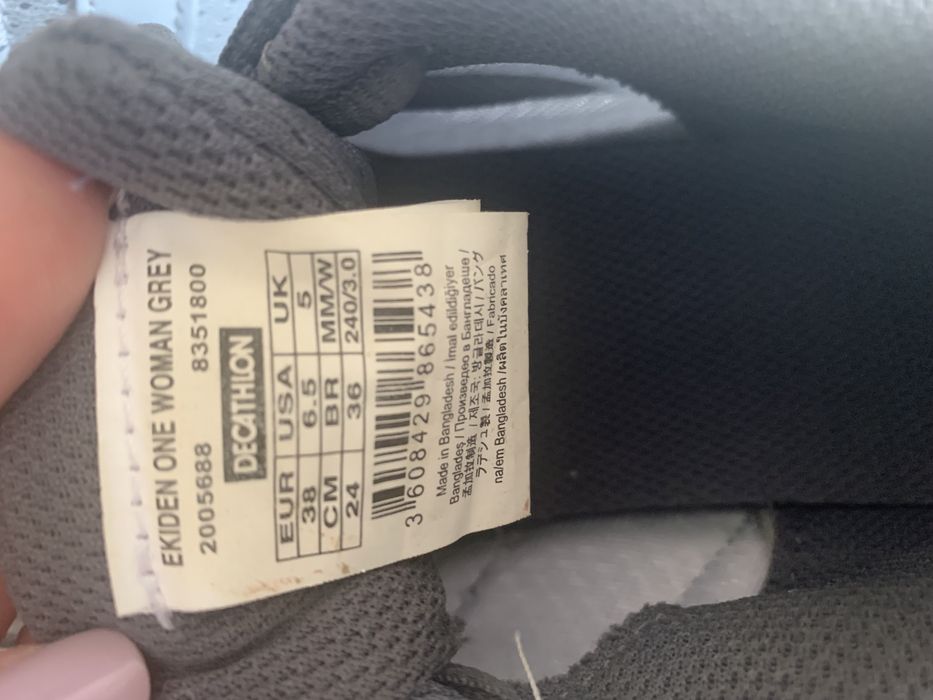 EKIDEN ONE WOMAN GREY
2005688 8351800
DECATHLON
EUR USA UK
38 6.5 5
CM BR MM/W
24 36 240/3.0
3 608429 865438
Made in Bangladesh / Imal edildiğiyer
Bangladeş / Произведено в Бангладеше /
孟加拉制造 / 제조국: 방글라데시 / バング
ラデシュ製 / 孟加拉製造 / Fabricado
na/em Bangladesh /ผลิตในบังคลาเทศ